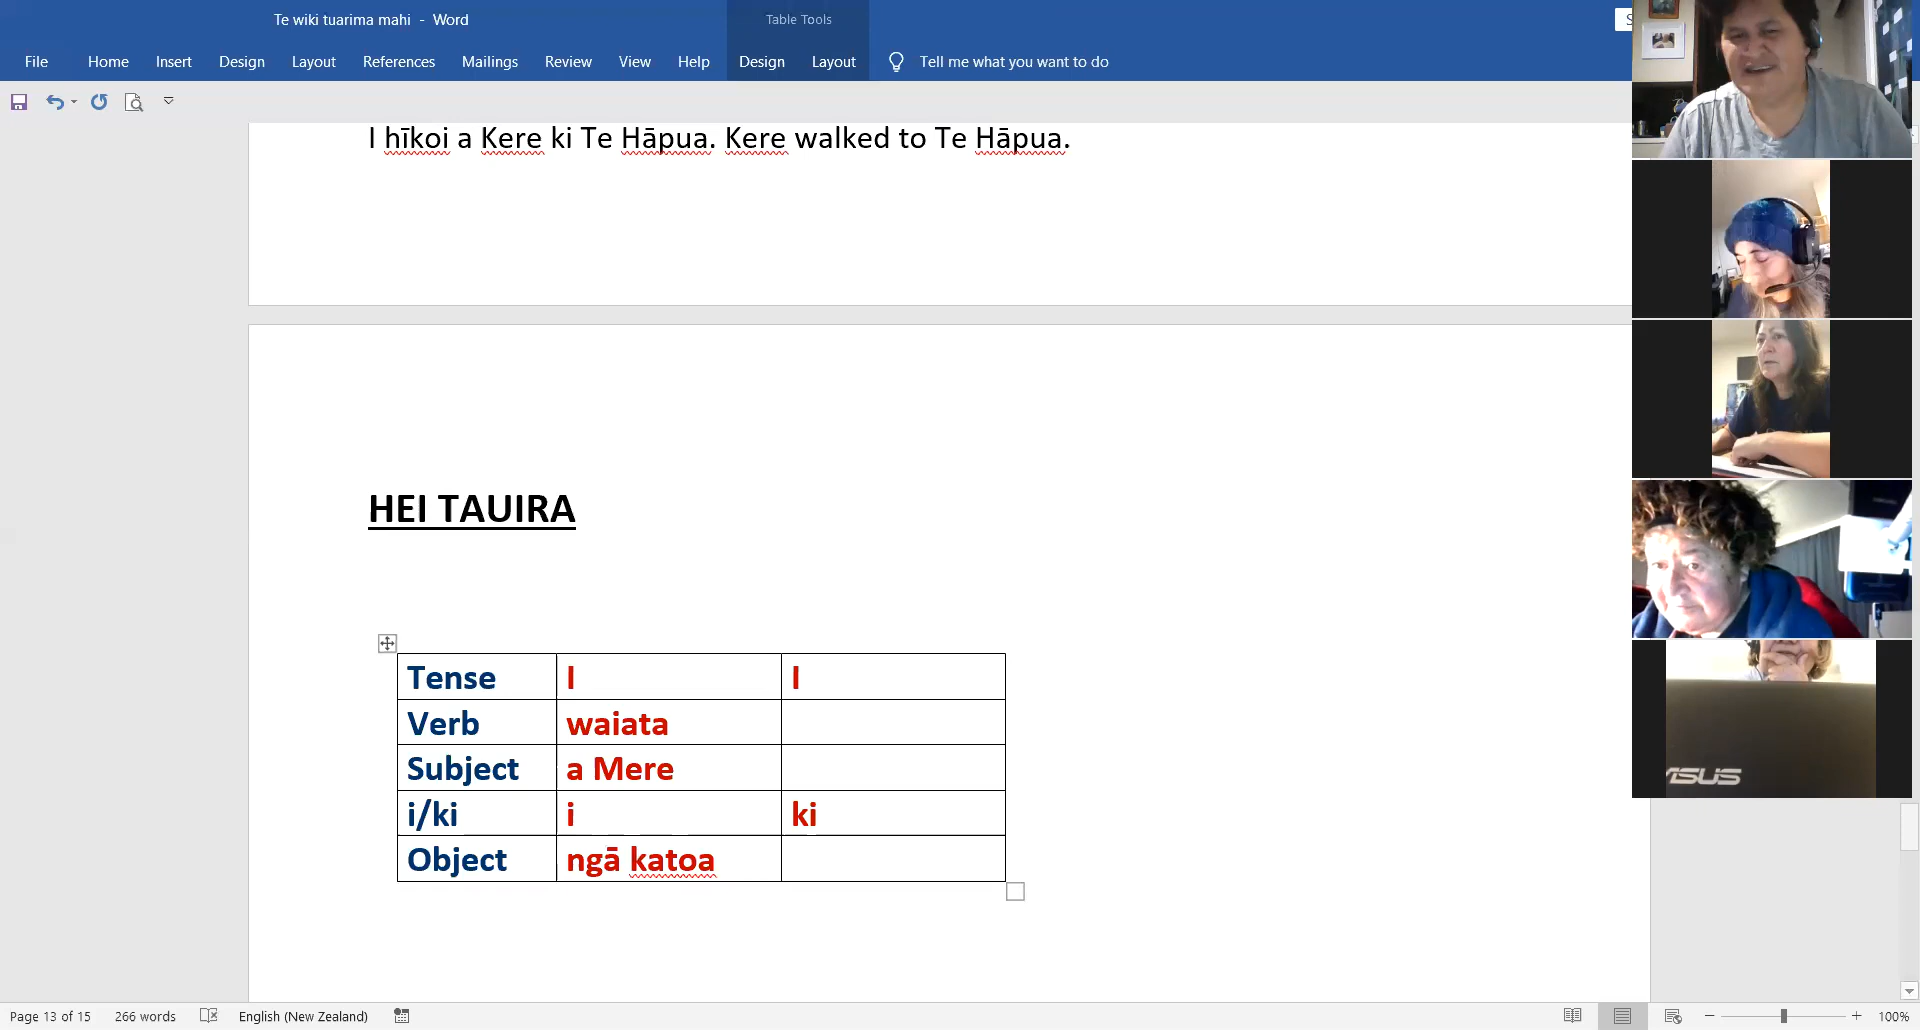 Te wiki tuarima mahi - Word
Table Tools
File Home Insert Design Layout References Mailings Review View Help Design Layout Tell me what you want to do
I hīkoi a Kere ki Te Hāpua. Kere walked to Te Hāpua.
HEI TAUIRA
Tense I I
Verb waiata
Subject a Mere
i/ki i ki
Object ngā katoa
ASUS
Page 13 of 15 266 words English (New Zealand) 100%